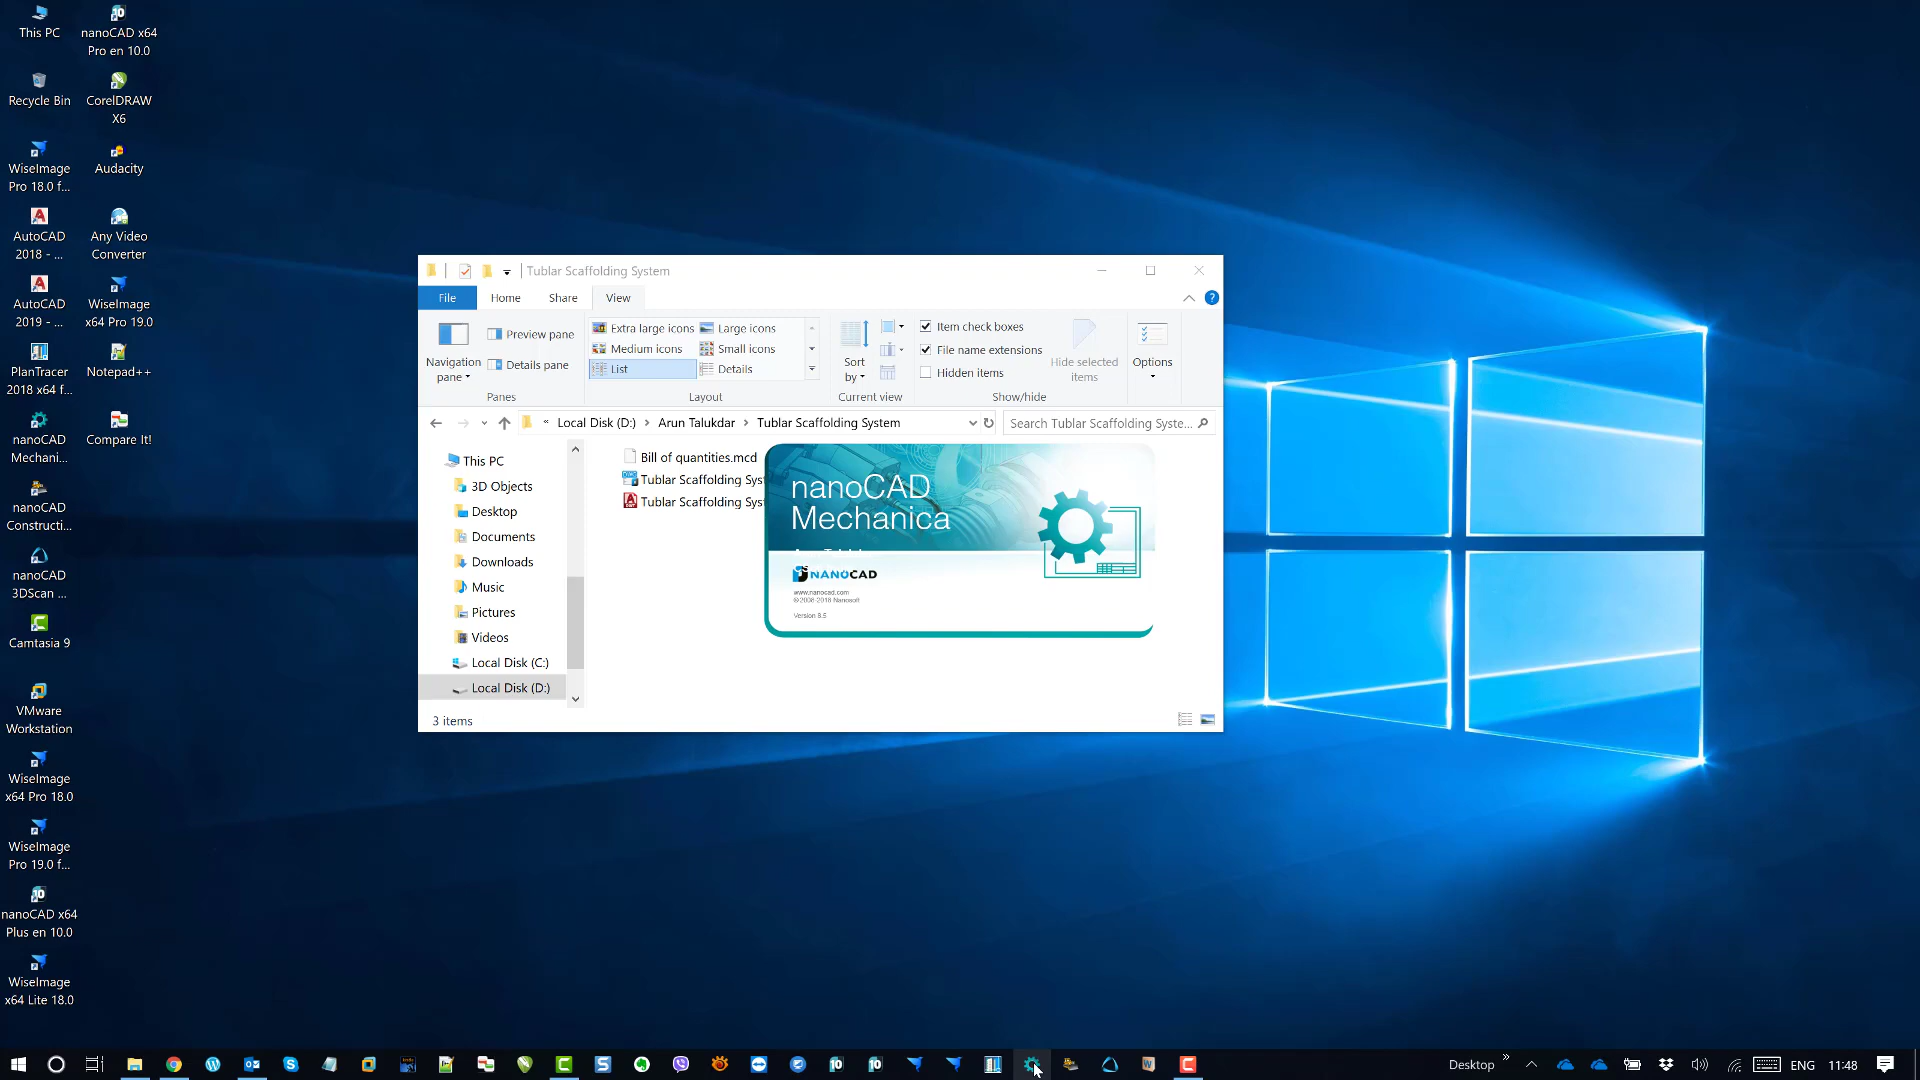 This PC
nanoCAD x64
Pro en 10.0
Recycle Bin
CorelDRAW
X6
WiseImage
Pro 18.0 f...
Audacity
AutoCAD
2018 - ...
Any Video
Converter
AutoCAD
2019 - ...
WiseImage
x64 Pro 19.0
PlanTracer
2018 x64 f...
Notepad++
nanoCAD
Mechani...
Compare It!
nanoCAD
Constructi...
nanoCAD
3DScan ...
Camtasia 9
VMware
Workstation
WiseImage
x64 Pro 18.0
WiseImage
Pro 19.0 f...
nanoCAD x64
Plus en 10.0
WiseImage
x64 Lite 18.0
Tublar Scaffolding System
File Home Share View
Navigation
pane
Preview pane
Details pane
Panes
Extra large icons Large icons
Medium icons Small icons
List Details
Layout
Sort
by
Current view
Item check boxes
File name extensions
Hidden items
Hide selected
items
Show/hide
Options
« Local Disk (D:) > Arun Talukdar > Tublar Scaffolding System
Search Tublar Scaffolding Syste...
This PC
3D Objects
Desktop
Documents
Downloads
Music
Pictures
Videos
Local Disk (C:)
Local Disk (D:)
Bill of quantities.mcd
Tublar Scaffolding Syst
Tublar Scaffolding Syst
nanoCAD
Mechanica
NANOCAD
www.nanocad.com
©2008-2018 Nanosoft
Version 8.5
3 items
Desktop »
ENG
11:48